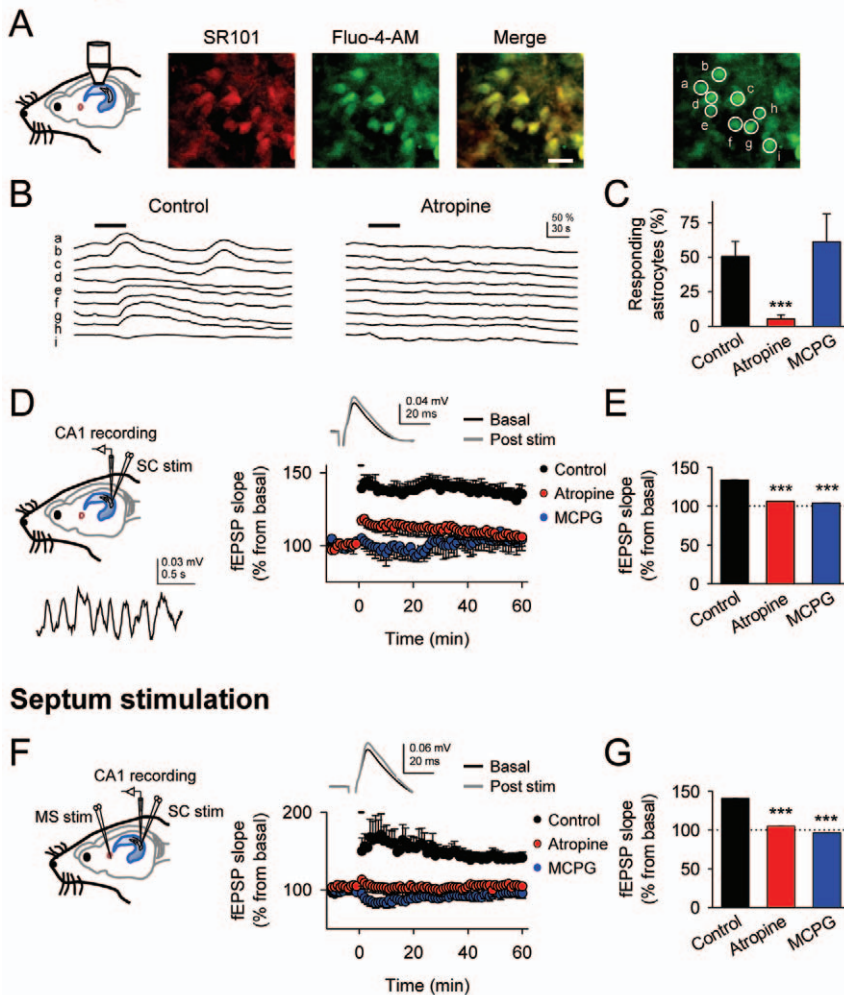 A
SR101
Fluo-4-AM
Merge
a
b
c
d
e
f
g
h
i
B
Control
Atropine
50 %
30 s
a
b
c
d
e
f
g
h
i
C
Responding
astrocytes (%)
75
50
25
0
***
Control
Atropine
MCPG
D
CA1 recording
SC stim
0.03 mV
0.5 s
0.04 mV
20 ms
Basal
Post stim
fEPSP slope
(% from basal)
150
100
0
20
40
60
Time (min)
Control
Atropine
MCPG
E
fEPSP slope
(% from basal)
150
100
50
0
***
***
Control
Atropine
MCPG
Septum stimulation
F
CA1 recording
MS stim
SC stim
0.06 mV
20 ms
Basal
Post stim
fEPSP slope
(% from basal)
200
100
0
20
40
60
Time (min)
Control
Atropine
MCPG
G
fEPSP slope
(% from basal)
150
100
50
0
***
***
Control
Atropine
MCPG